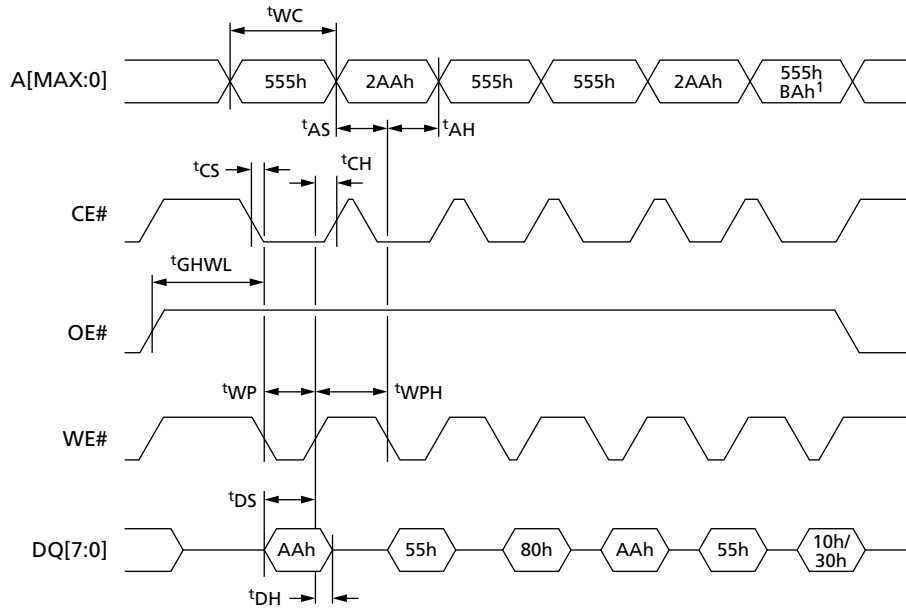 tWC
A[MAX:0] 555h 2AAh 555h 555h 2AAh 555h
BAh1
tAS tAH
tCS tCH
CE#
tGHWL
OE#
tWP tWPH
WE#
tDS
DQ[7:0] AAh 55h 80h AAh 55h 10h/
30h
tDH